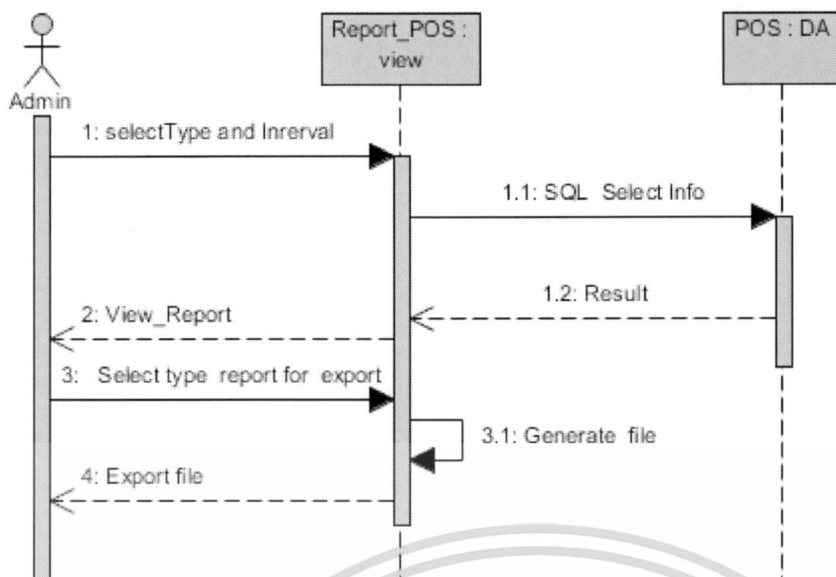 Report_POS :
view
POS : DA
Admin
1: selectType and Inrerval
1.1: SQL Select Info
1.2: Result
2: View_Report
3: Select type report for export
3.1: Generate file
4: Export file